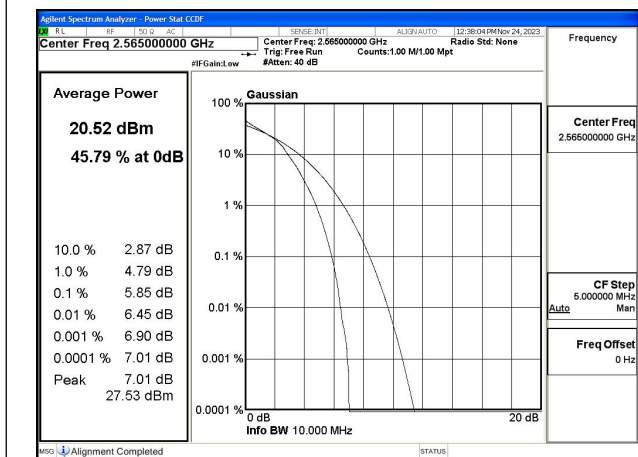 Agilent Spectrum Analyzer - Power Stat CCDF
LXI RL RF 50 Ω AC SENSE:INT ALIGN AUTO 12:38:04 PM Nov 24, 2023
Center Freq 2.565000000 GHz
Center Freq: 2.565000000 GHz Radio Std: None
Trig: Free Run Counts:1.00 M/1.00 Mpt
#IFGain:Low #Atten: 40 dB
Frequency
Average Power
20.52 dBm
45.79 % at 0dB
10.0 % 2.87 dB
1.0 % 4.79 dB
0.1 % 5.85 dB
0.01 % 6.45 dB
0.001 % 6.90 dB
0.0001 % 7.01 dB
Peak 7.01 dB
27.53 dBm
Gaussian
100 %
10 %
1 %
0.1 %
0.01 %
0.001 %
0.0001 %
0 dB 20 dB
Info BW 10.000 MHz
Center Freq
2.565000000 GHz
CF Step
5.000000 MHz
Auto Man
Freq Offset
0 Hz
MSG Alignment Completed STATUS